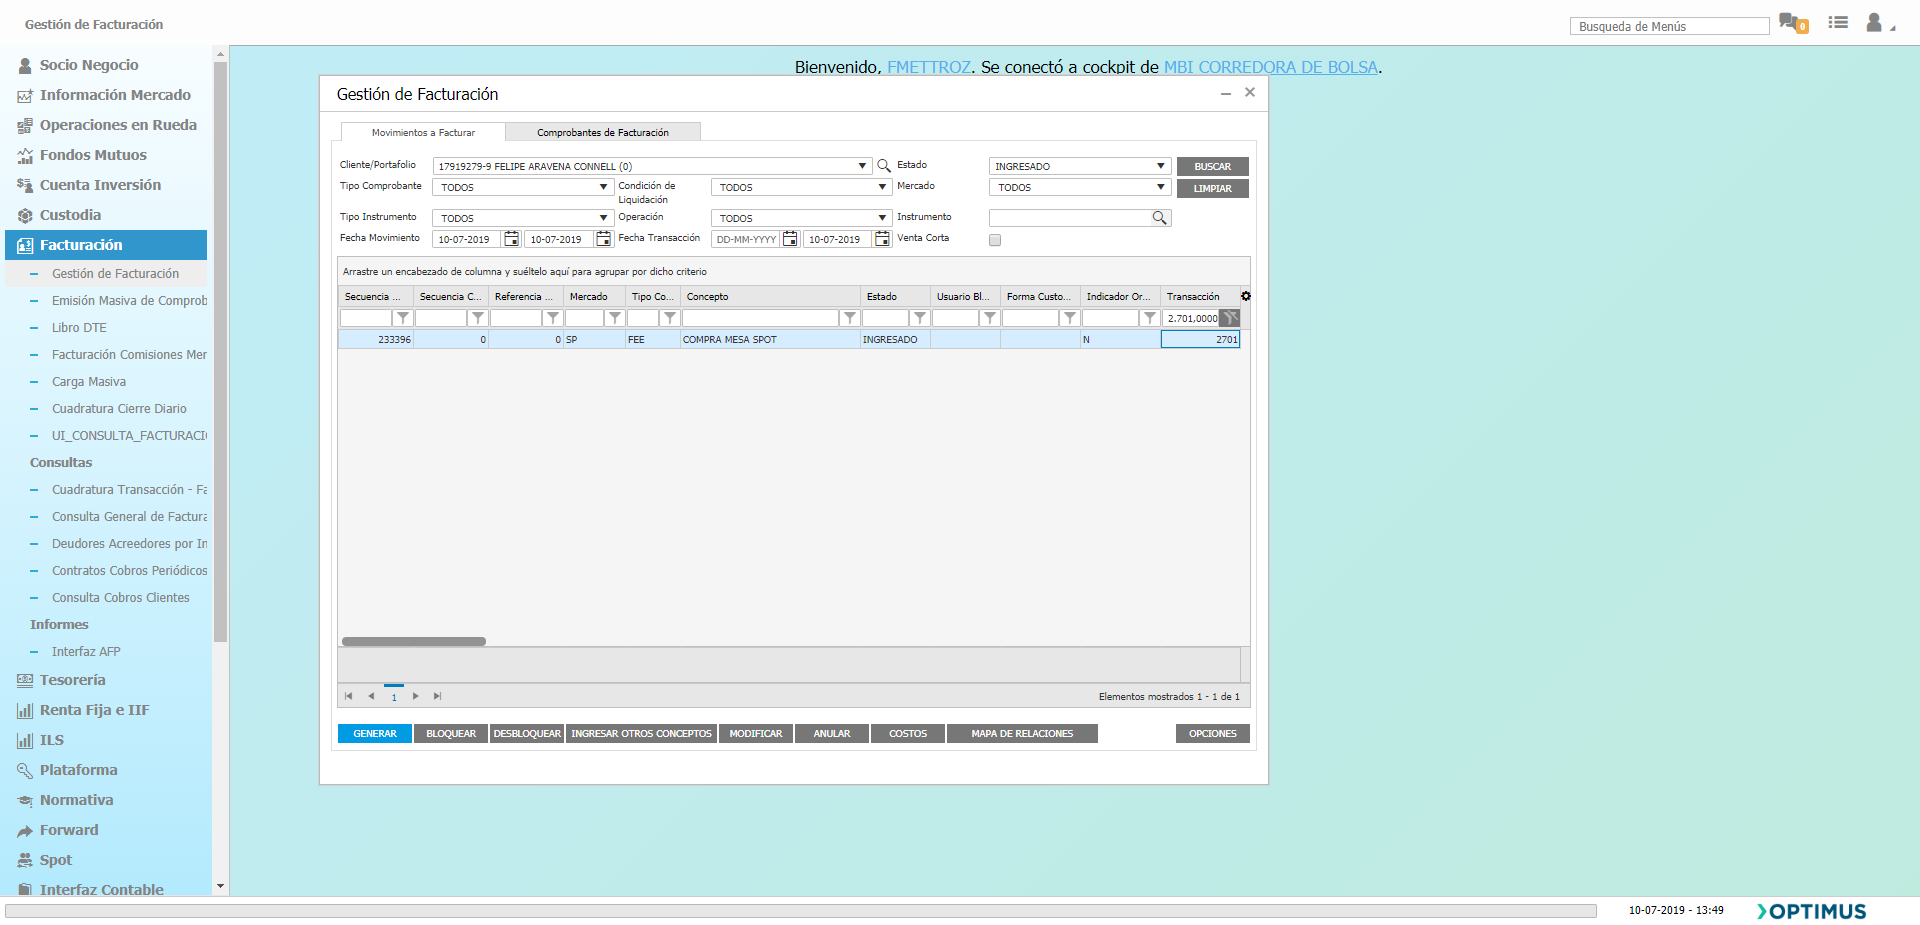 Gestión de Facturación
Busqueda de Menús
0
Socio Negocio
Información Mercado
Operaciones en Rueda
Fondos Mutuos
Cuenta Inversión
Custodia
Facturación
Gestión de Facturación
Emisión Masiva de Comprob
Libro DTE
Facturación Comisiones Mer
Carga Masiva
Cuadratura Cierre Diario
UI_CONSULTA_FACTURACI
Consultas
Cuadratura Transacción - Fa
Consulta General de Factura
Deudores Acreedores por In
Contratos Cobros Periódicos
Consulta Cobros Clientes
Informes
Interfaz AFP
Tesorería
Renta Fija e IIF
ILS
Plataforma
Normativa
Forward
Spot
Interfaz Contable
Bienvenido, FMETTROZ. Se conectó a cockpit de MBI CORREDORA DE BOLSA.
Gestión de Facturación
Movimientos a Facturar Comprobantes de Facturación
Cliente/Portafolio 17919279-9 FELIPE ARAVENA CONNELL (0) Estado INGRESADO BUSCAR
Tipo Comprobante TODOS Condición de Liquidación TODOS Mercado TODOS LIMPIAR
Tipo Instrumento TODOS Operación TODOS Instrumento
Fecha Movimiento 10-07-2019 10-07-2019 Fecha Transacción DD-MM-YYYY 10-07-2019 Venta Corta
Arrastre un encabezado de columna y suéltelo aquí para agrupar por dicho criterio
Secuencia ... Secuencia C... Referencia ... Mercado Tipo Co... Concepto Estado Usuario Bl... Forma Custo... Indicador Or... Transacción
2.701,0000
233396 0 0 SP FEE COMPRA MESA SPOT INGRESADO N 2701
1 Elementos mostrados 1 - 1 de 1
GENERAR BLOQUEAR DESBLOQUEAR INGRESAR OTROS CONCEPTOS MODIFICAR ANULAR COSTOS MAPA DE RELACIONES OPCIONES
10-07-2019 - 13:49 OPTIMUS